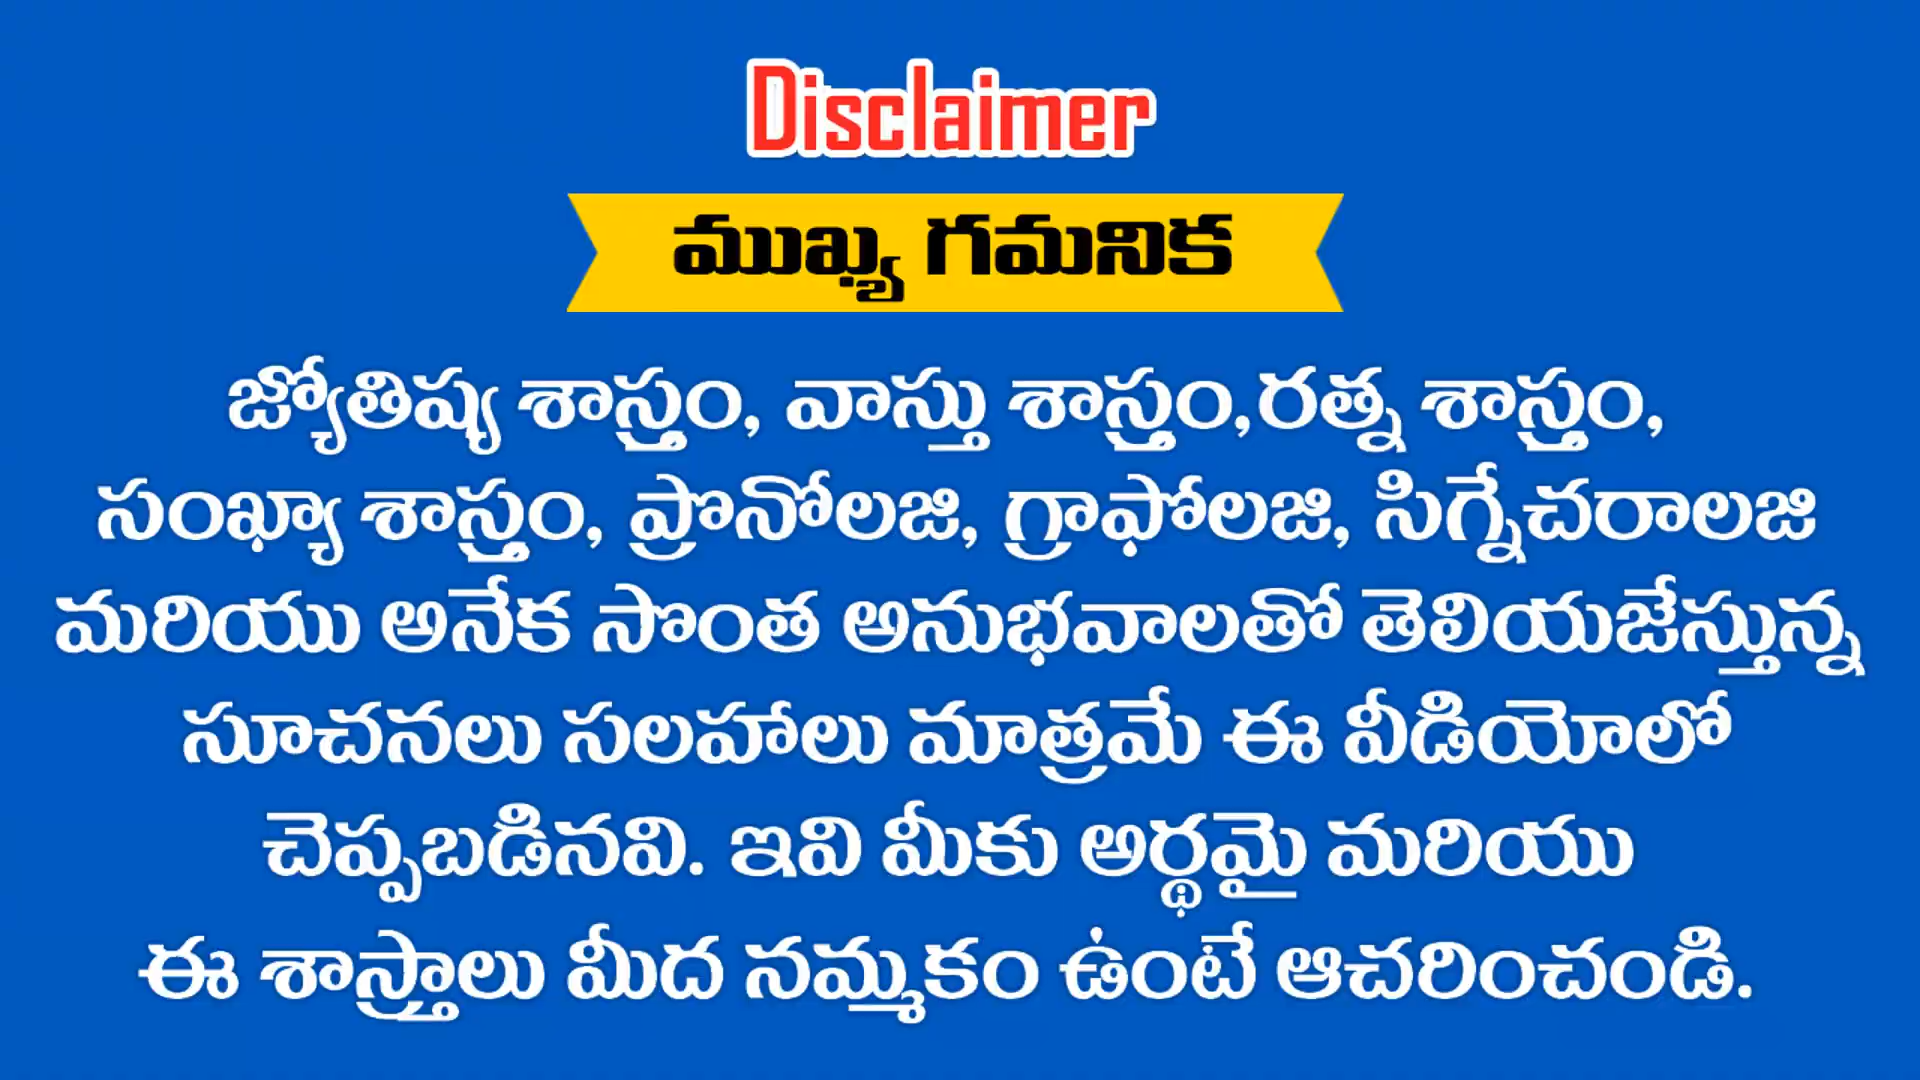 Disclaimer
ముఖ్య గమనిక
జ్యోతిష్య శాస్త్రం, వాస్తు శాస్త్రం,రత్న శాస్త్రం,
సంఖ్యా శాస్త్రం, ప్రొనోలజి, గ్రాఫోలజి, సిగ్నేచరాలజి
మరియు అనేక సొంత అనుభవాలతో తెలియజేస్తున్న
సూచనలు సలహాలు మాత్రమే ఈ వీడియోలో
చెప్పబడినవి. ఇవి మీకు అర్థమై మరియు
ఈ శాస్త్రాలు మీద నమ్మకం ఉంటే ఆచరించండి.